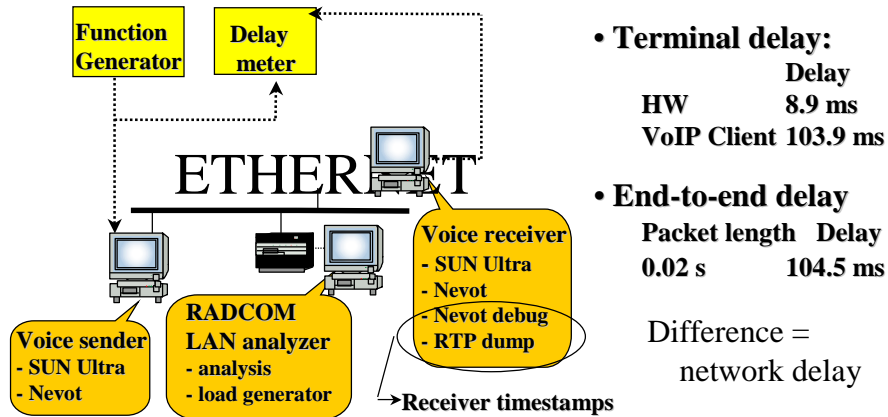 Function
Generator
Delay
meter
ETHERNET
Voice sender
- SUN Ultra
- Nevot
RADCOM
LAN analyzer
- analysis
- load generator
Voice receiver
- SUN Ultra
- Nevot
- Nevot debug
- RTP dump
Receiver timestamps
• Terminal delay:
Delay
HW 8.9 ms
VoIP Client 103.9 ms
• End-to-end delay
Packet length Delay
0.02 s 104.5 ms
Difference =
network delay